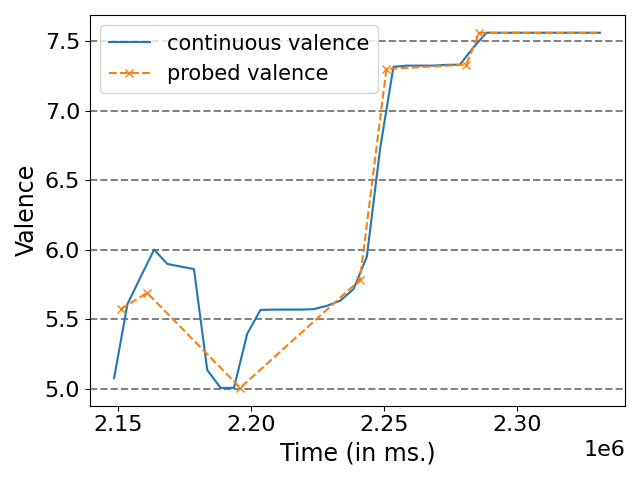 continuous valence
probed valence
7.5
7.0
6.5
6.0
5.5
5.0
Valence
2.15 2.20 2.25 2.30
1e6
Time (in ms.)